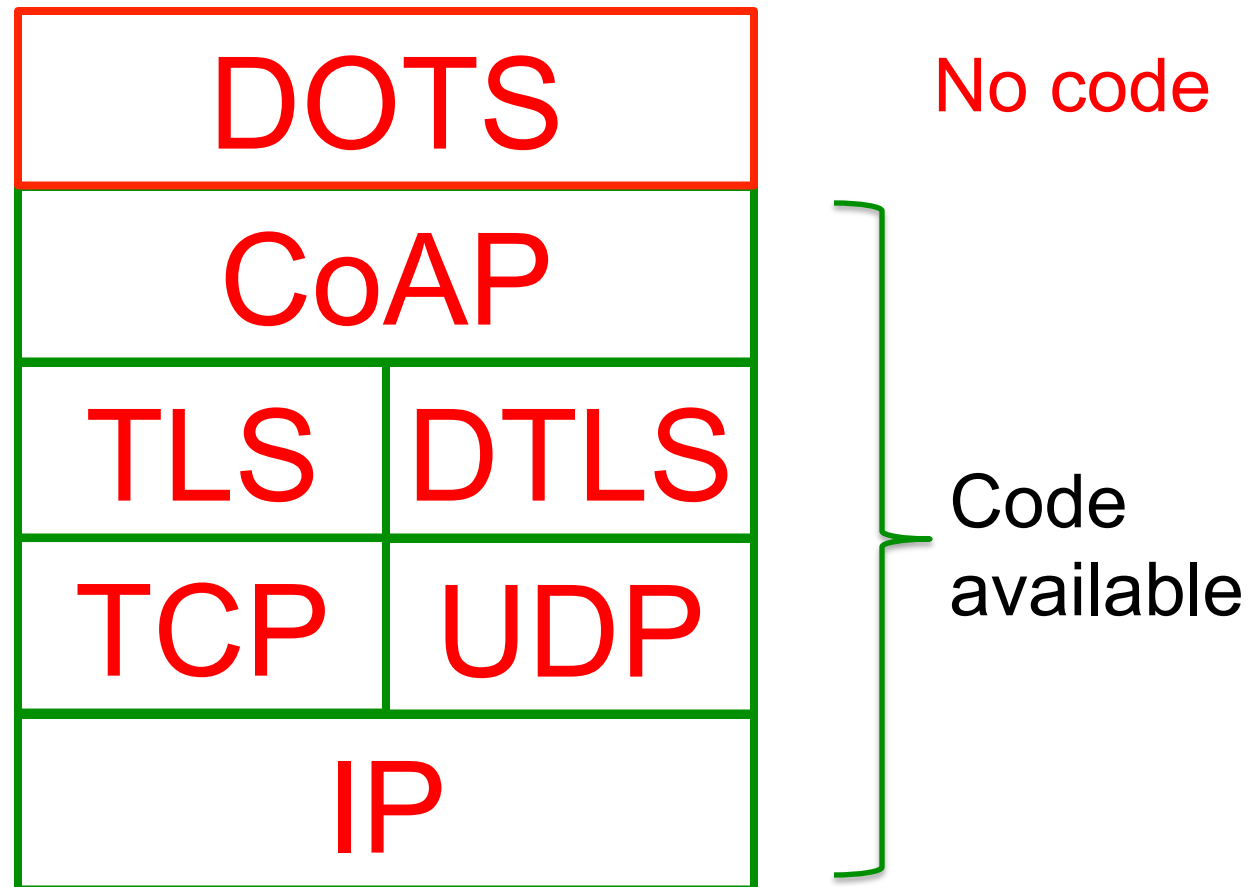 DOTS
No code
CoAP
TLS
DTLS
Code
available
TCP
UDP
IP